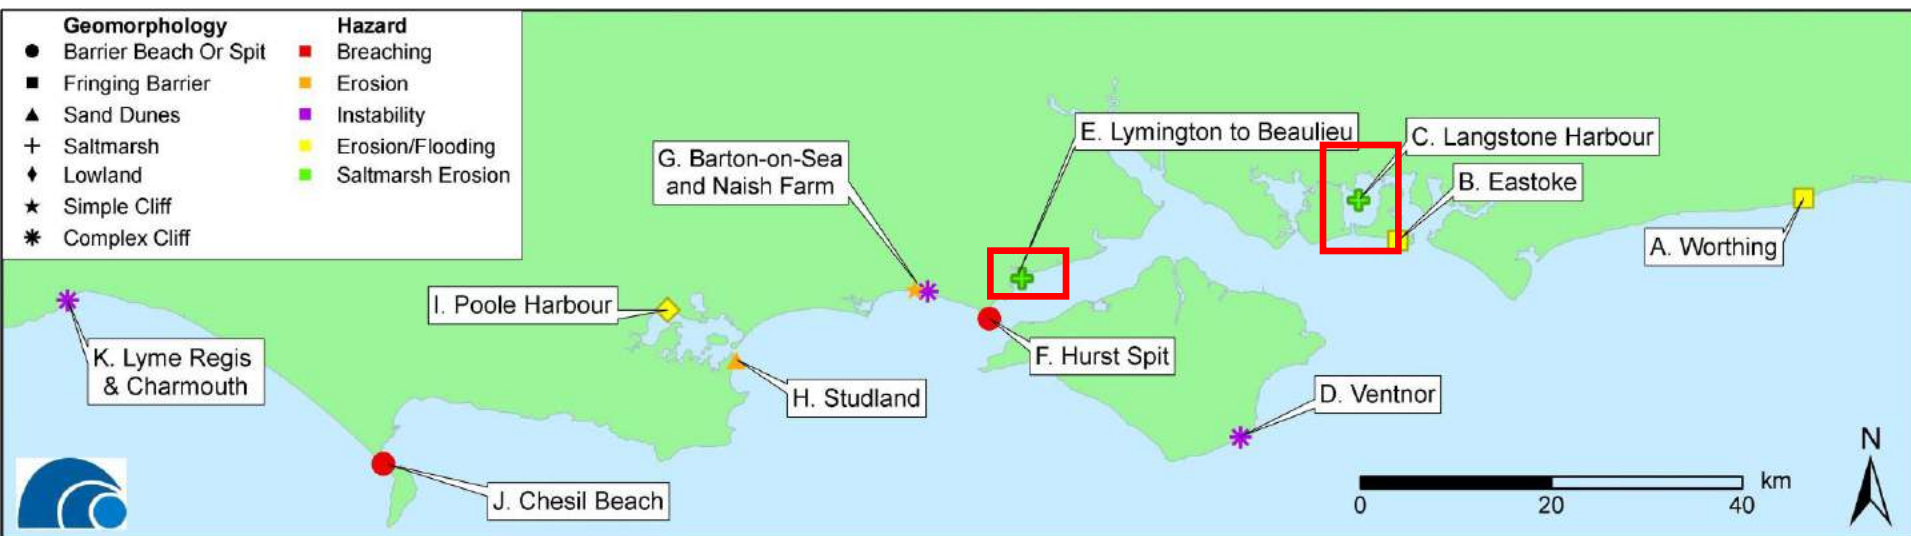 Geomorphology
Barrier Beach Or Spit
Fringing Barrier
Sand Dunes
Saltmarsh
Lowland
Simple Cliff
Complex Cliff
Hazard
Breaching
Erosion
Instability
Erosion/Flooding
Saltmarsh Erosion
G. Barton-on-Sea
and Naish Farm
E. Lymington to Beaulieu
C. Langstone Harbour
B. Eastoke
A. Worthing
I. Poole Harbour
K. Lyme Regis
& Charmouth
H. Studland
F. Hurst Spit
D. Ventnor
J. Chesil Beach
N
km
0 20 40